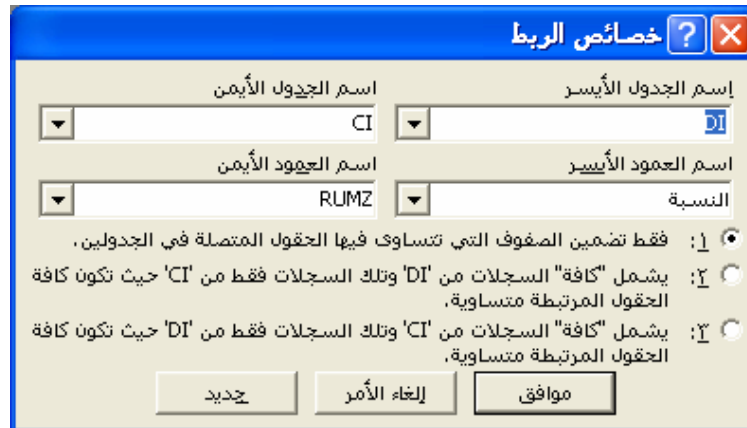 خصائص الربط
إسم الجدول الأيسر
اسم الجدول الأيمن
DI
CI
اسم العمود الأيسر
اسم العمود الأيمن
النسبة
RUMZ
١: فقط تضمين الصفوف التي تتساوى فيها الحقول المتصلة في الجدولين.
٢: يشمل "كافة" السجلات من 'DI' وتلك السجلات فقط من 'CI' حيث تكون كافة
الحقول المرتبطة متساوية.
٣: يشمل "كافة" السجلات من 'CI' وتلك السجلات فقط من 'DI' حيث تكون كافة
الحقول المرتبطة متساوية.
موافق
إلغاء الأمر
جديد